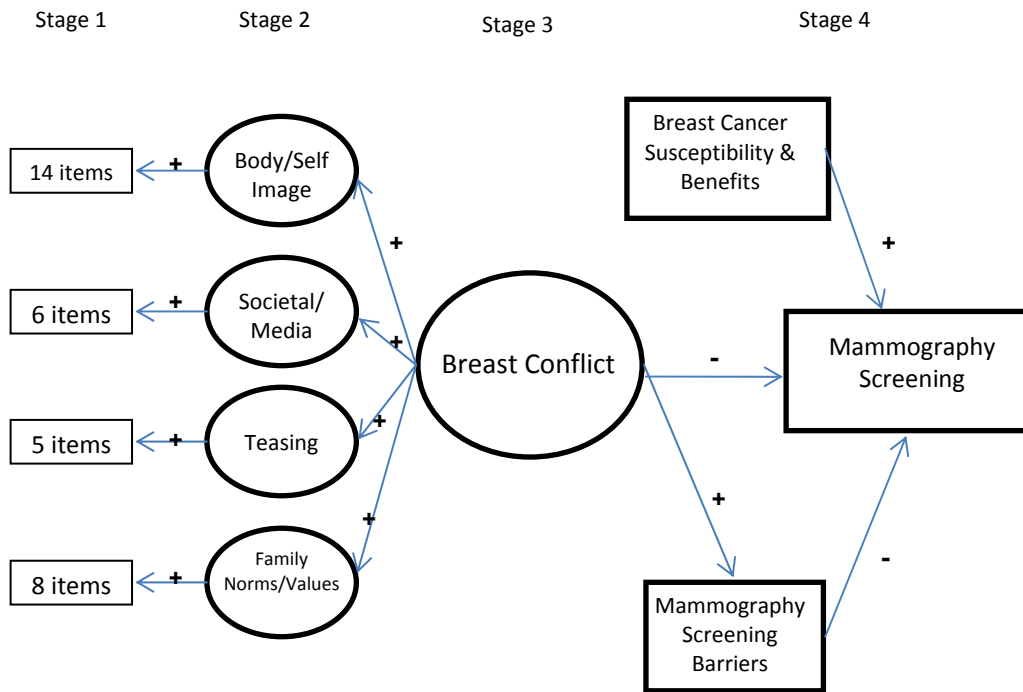 Stage 1
Stage 2
Stage 3
Stage 4
14 items
+
Body/Self
Image
+
Breast Cancer
Susceptibility &
Benefits
+
6 items
+
Societal/
Media
+
Breast Conflict
-
Mammography
Screening
5 items
+
Teasing
+
8 items
+
Family
Norms/Values
+
+
-
Mammography
Screening
Barriers